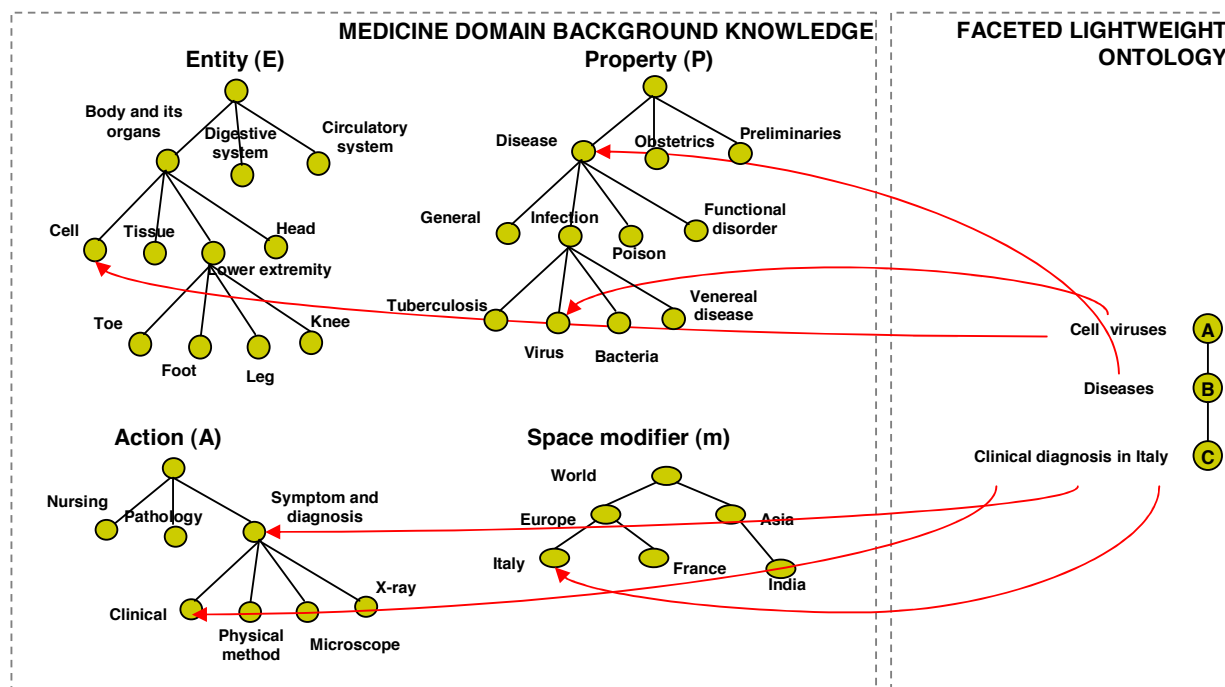 MEDICINE DOMAIN BACKGROUND KNOWLEDGE
FACETED LIGHTWEIGHT
ONTOLOGY
Entity (E)
Body and its
organs
Digestive
system
Circulatory
system
Cell
Tissue
Head
Lower extremity
Toe
Foot
Leg
Knee
Property (P)
Disease
Obstetrics
Preliminaries
General
Infection
Poison
Functional
disorder
Tuberculosis
Virus
Bacteria
Venereal
disease
Action (A)
Nursing
Pathology
Symptom and
diagnosis
Clinical
Physical
method
Microscope
X-ray
Space modifier (m)
World
Europe
Asia
Italy
France
India
Cell viruses
A
Diseases
B
Clinical diagnosis in Italy
C